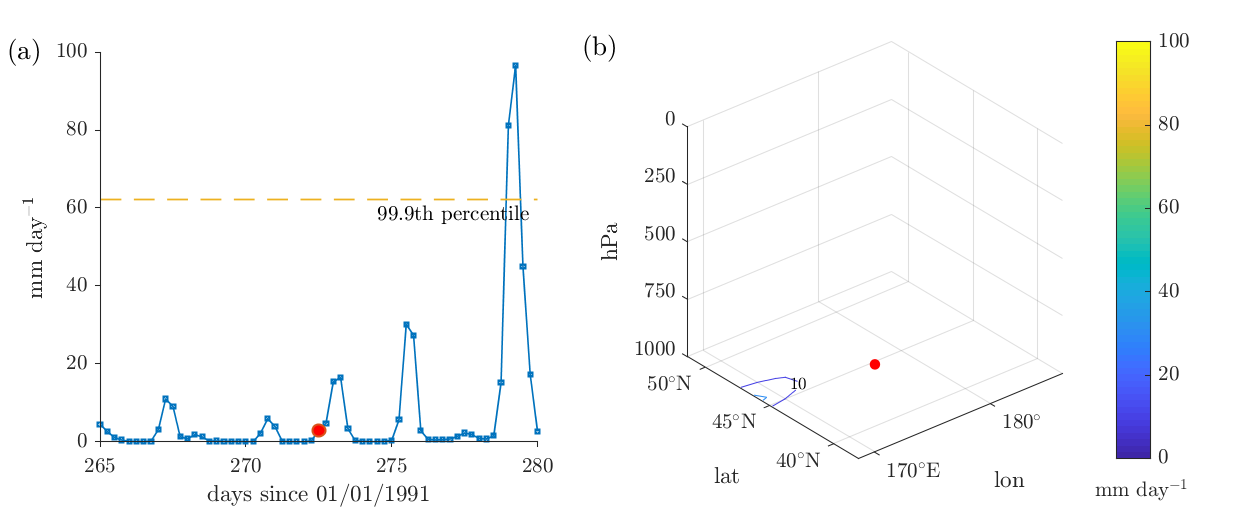 (a)
100
80
60
40
20
0
mm day⁻¹
99.9th percentile
265
270
275
280
days since 01/01/1991
(b)
0
250
500
750
1000
hPa
50°N
45°N
40°N
lat
10
180°
170°E
lon
100
80
60
40
20
0
mm day⁻¹